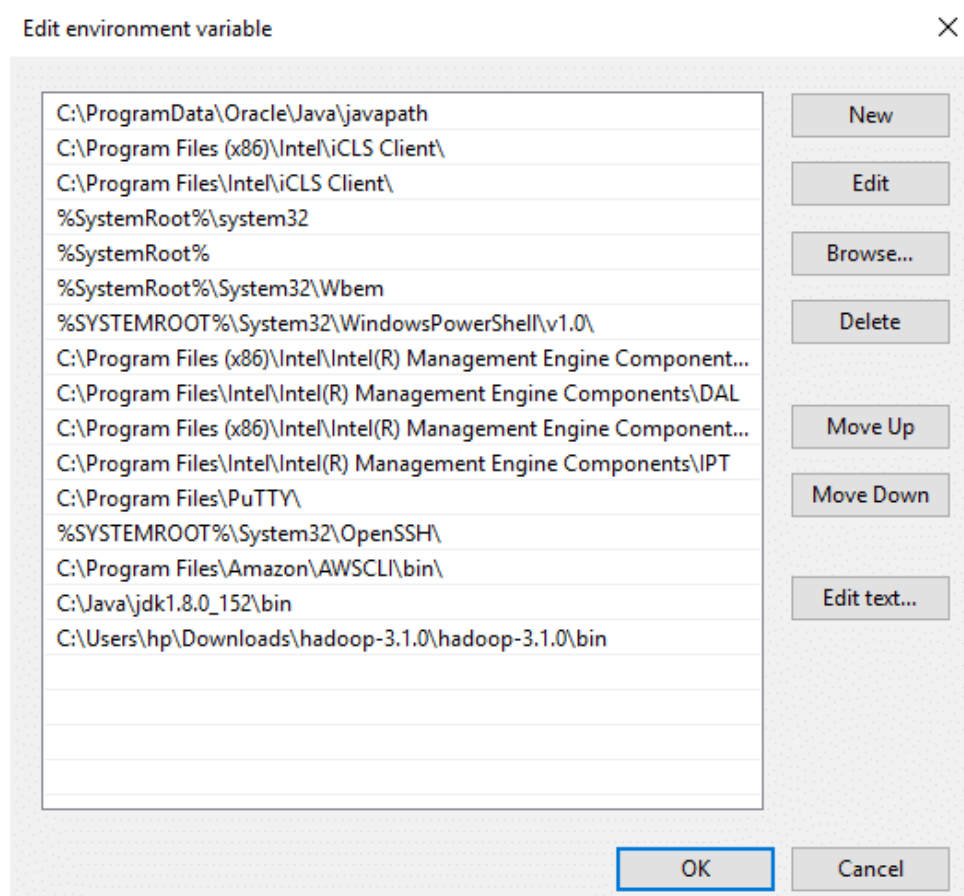 Edit environment variable
C:\ProgramData\Oracle\Java\javapath
C:\Program Files (x86)\Intel\iCLS Client\
C:\Program Files\Intel\iCLS Client\
%SystemRoot%\system32
%SystemRoot%
%SystemRoot%\System32\Wbem
%SYSTEMROOT%\System32\WindowsPowerShell\v1.0\
C:\Program Files (x86)\Intel\Intel(R) Management Engine Component...
C:\Program Files\Intel\Intel(R) Management Engine Components\DAL
C:\Program Files (x86)\Intel\Intel(R) Management Engine Component...
C:\Program Files\Intel\Intel(R) Management Engine Components\IPT
C:\Program Files\PuTTY\
%SYSTEMROOT%\System32\OpenSSH\
C:\Program Files\Amazon\AWSCLI\bin\
C:\Java\jdk1.8.0_152\bin
C:\Users\hp\Downloads\hadoop-3.1.0\hadoop-3.1.0\bin
New
Edit
Browse...
Delete
Move Up
Move Down
Edit text...
OK
Cancel